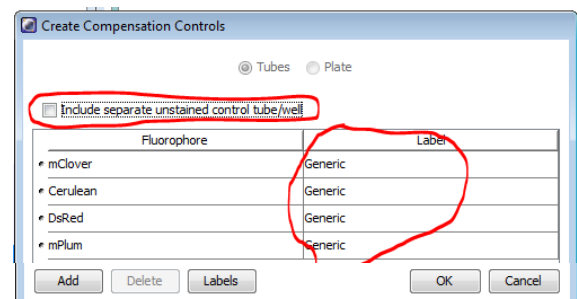 Create Compensation Controls
Tubes Plate
Include separate unstained control tube/well
Fluorophore Label
mClover Generic
Cerulean Generic
DsRed Generic
mPlum Generic
Add Delete Labels OK Cancel